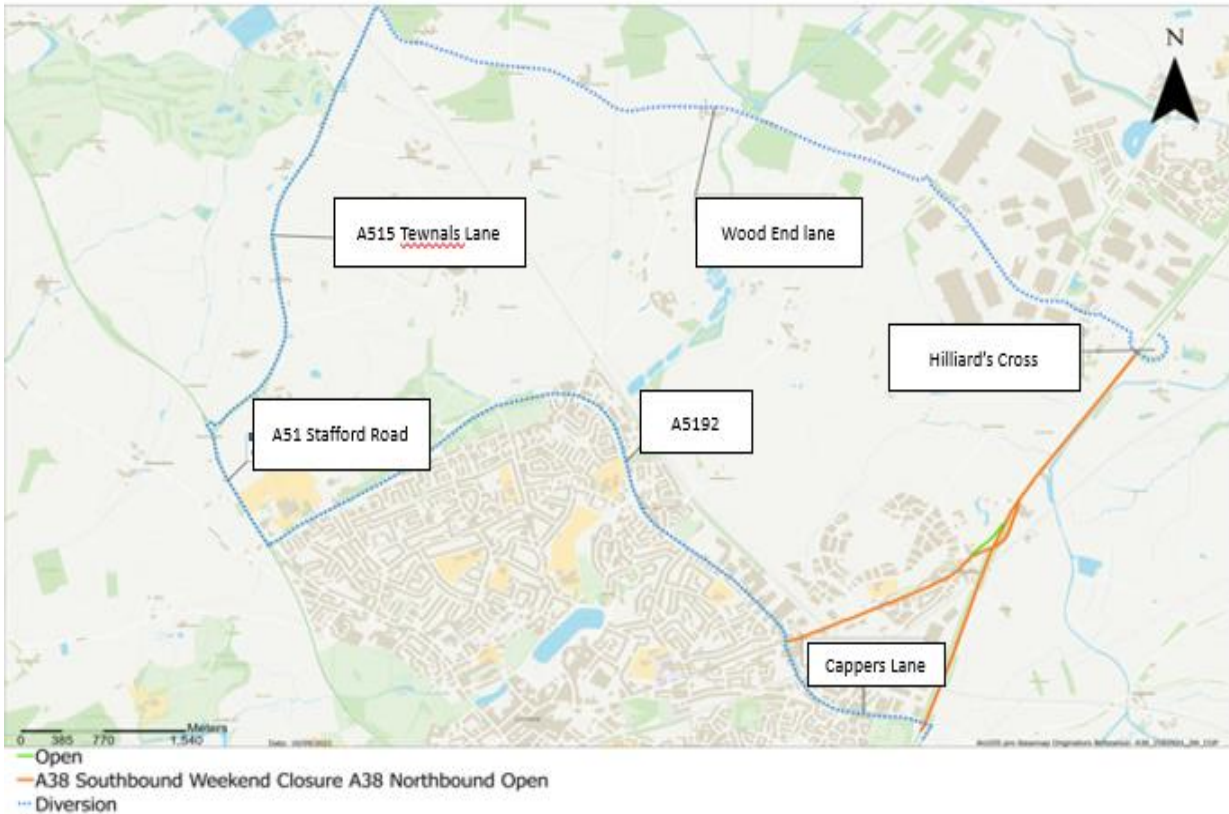 N
A515 Tewnals Lane
Wood End lane
Hilliard's Cross
A51 Stafford Road
A5192
Cappers Lane
Meters
0 385 770 1,540
Open
A38 Southbound Weekend Closure A38 Northbound Open
Diversion